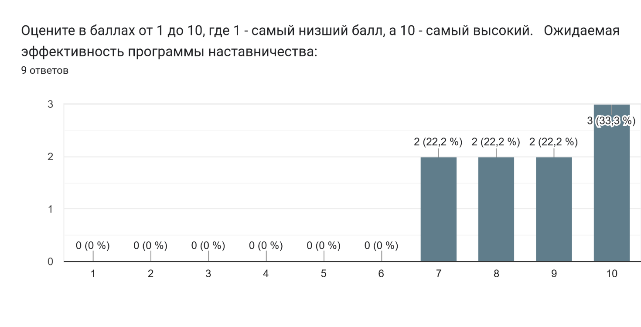 Оцените в баллах от 1 до 10, где 1 - самый низший балл, а 10 - самый высокий. Ожидаемая
эффективность программы наставничества:
9 ответов
3
3 (33,3 %)
2 (22,2 %) 2 (22,2 %) 2 (22,2 %)
2
1
0 (0 %) 0 (0 %) 0 (0 %) 0 (0 %) 0 (0 %) 0 (0 %)
0
1 2 3 4 5 6 7 8 9 10